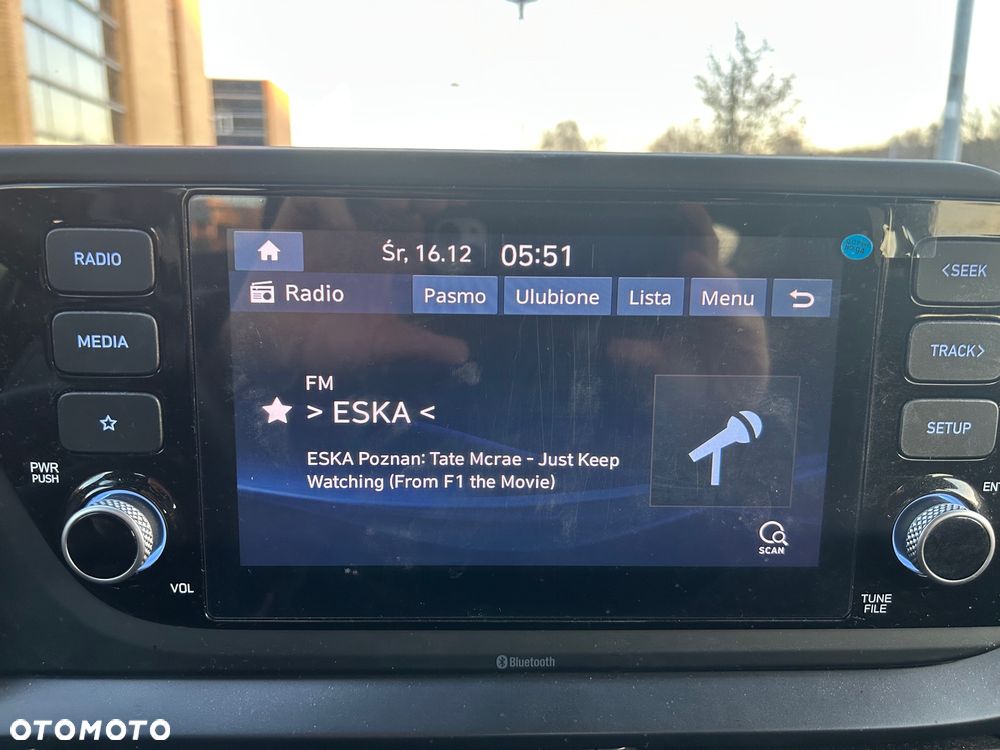 RADIO
MEDIA
PWR
PUSH
VOL
Śr, 16.12 05:51
Radio
Pasmo
Ulubione
Lista
Menu
FM
> ESKA <
ESKA Poznan: Tate Mcrae - Just Keep
Watching (From F1 the Movie)
SCAN
<SEEK
TRACK>
SETUP
ENT
TUNE
FILE
Bluetooth
OTOMOTO